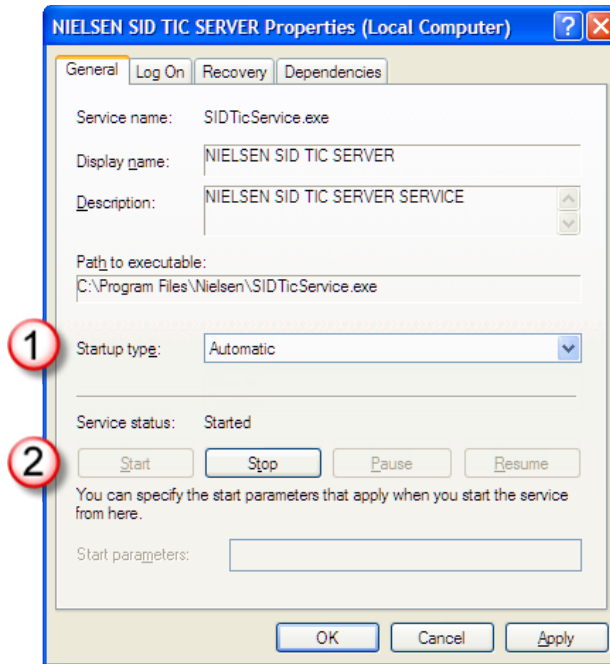 NIELSEN SID TIC SERVER Properties (Local Computer)
General Log On Recovery Dependencies
Service name: SIDTicService.exe
Display name: NIELSEN SID TIC SERVER
Description: NIELSEN SID TIC SERVER SERVICE
Path to executable:
C:\Program Files\Nielsen\SIDTicService.exe
1 Startup type: Automatic
Service status: Started
2 Start Stop Pause Resume
You can specify the start parameters that apply when you start the service
from here.
Start parameters:
OK Cancel Apply